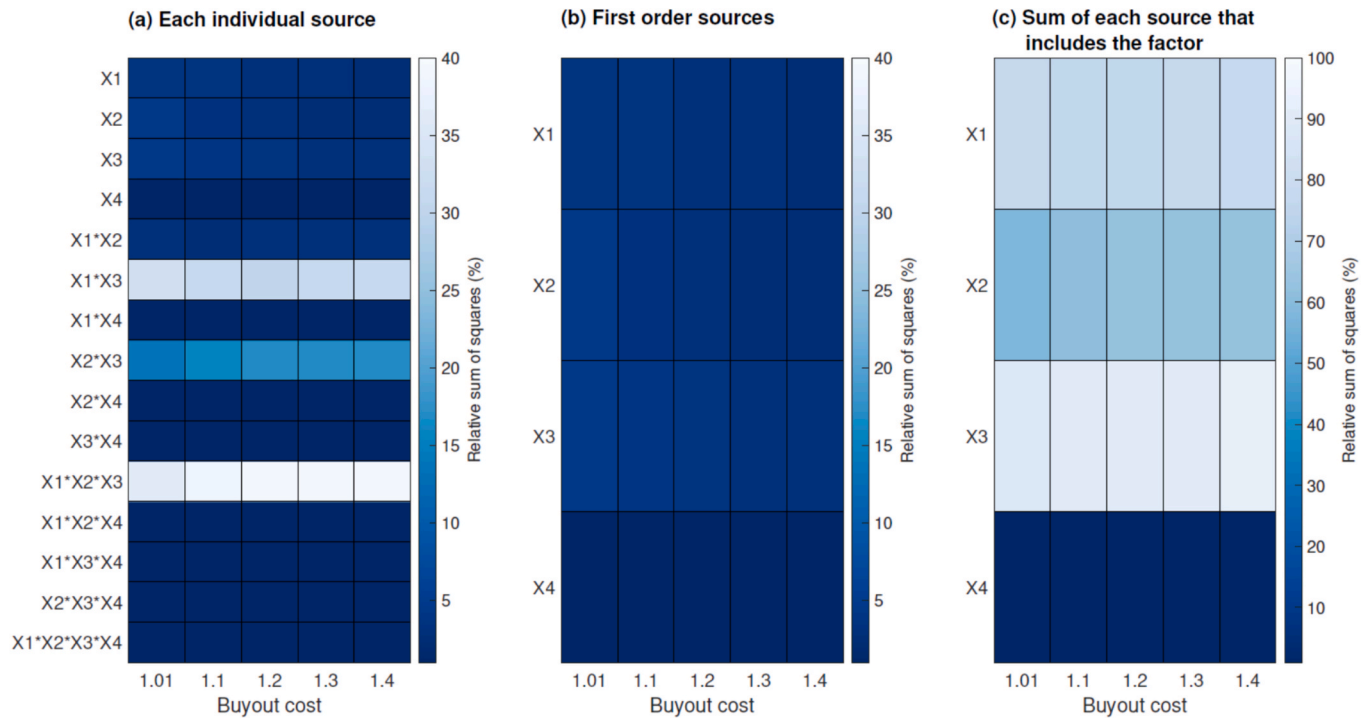 (a) Each individual source
X1
X2
X3
X4
X1*X2
X1*X3
X1*X4
X2*X3
X2*X4
X3*X4
X1*X2*X3
X1*X2*X4
X1*X3*X4
X2*X3*X4
X1*X2*X3*X4
1.01 1.1 1.2 1.3 1.4
Buyout cost
40
35
30
25
20
15
10
5
Relative sum of squares (%)
(b) First order sources
X1
X2
X3
X4
1.01 1.1 1.2 1.3 1.4
Buyout cost
40
35
30
25
20
15
10
5
Relative sum of squares (%)
(c) Sum of each source that
includes the factor
X1
X2
X3
X4
1.01 1.1 1.2 1.3 1.4
Buyout cost
100
90
80
70
60
50
40
30
20
10
Relative sum of squares (%)